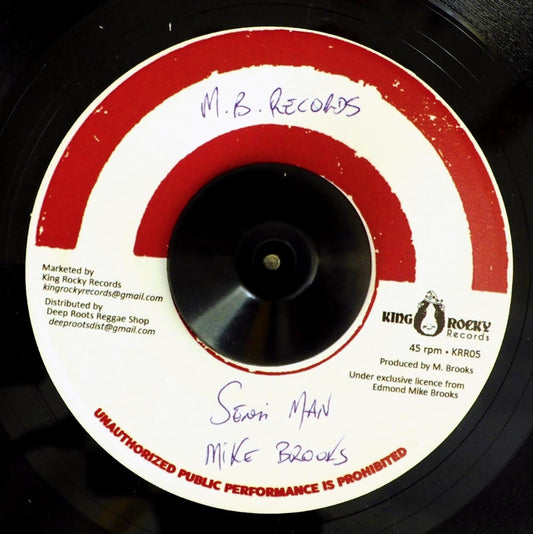 M.B. RECORDS
Marketed by
King Rocky Records
kingrockyrecords@gmail.com
Distributed by
Deep Roots Reggae Shop
deeprootsdist@gmail.com
KING ROCKY
Records
45 rpm • KRR05
Produced by M. Brooks
Under exclusive licence from
Edmond Mike Brooks
MAN
MIKE BROOKS
UNAUTHORIZED PUBLIC PERFORMANCE IS PROHIBITED